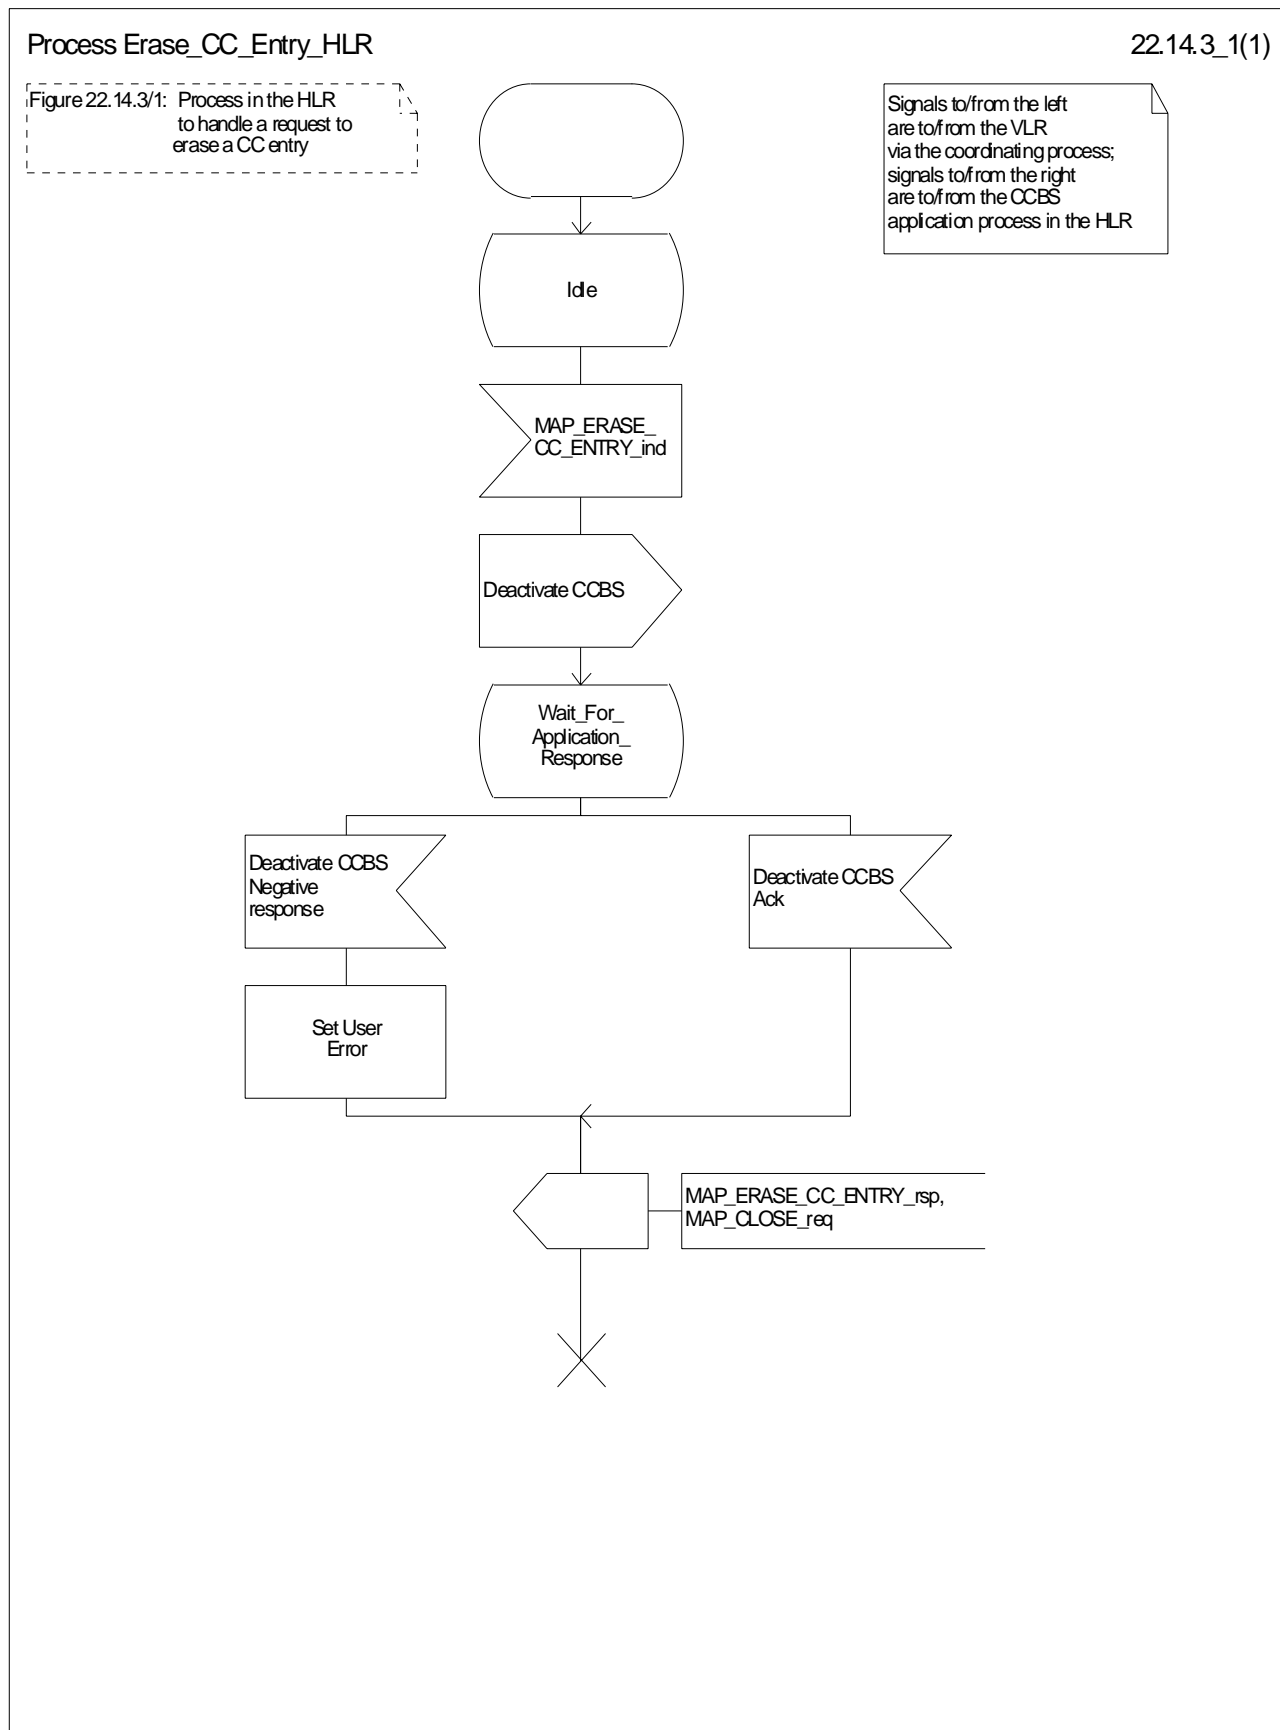 Process Erase_CC_Entry_HLR
22.14.3_1(1)
Figure 22.14.3/1: Process in the HLR
to handle a request to
erase a CC entry
Signals to/from the left
are to/from the VLR
via the coordinating process;
signals to/from the right
are to/from the CCBS
application process in the HLR
Idle
MAP_ERASE_
CC_ENTRY_ind
Deactivate CCBS
Wait_For_
Application_
Response
Deactivate CCBS
Negative
response
Deactivate CCBS
Ack
Set User
Error
MAP_ERASE_CC_ENTRY_rsp,
MAP_CLOSE_req